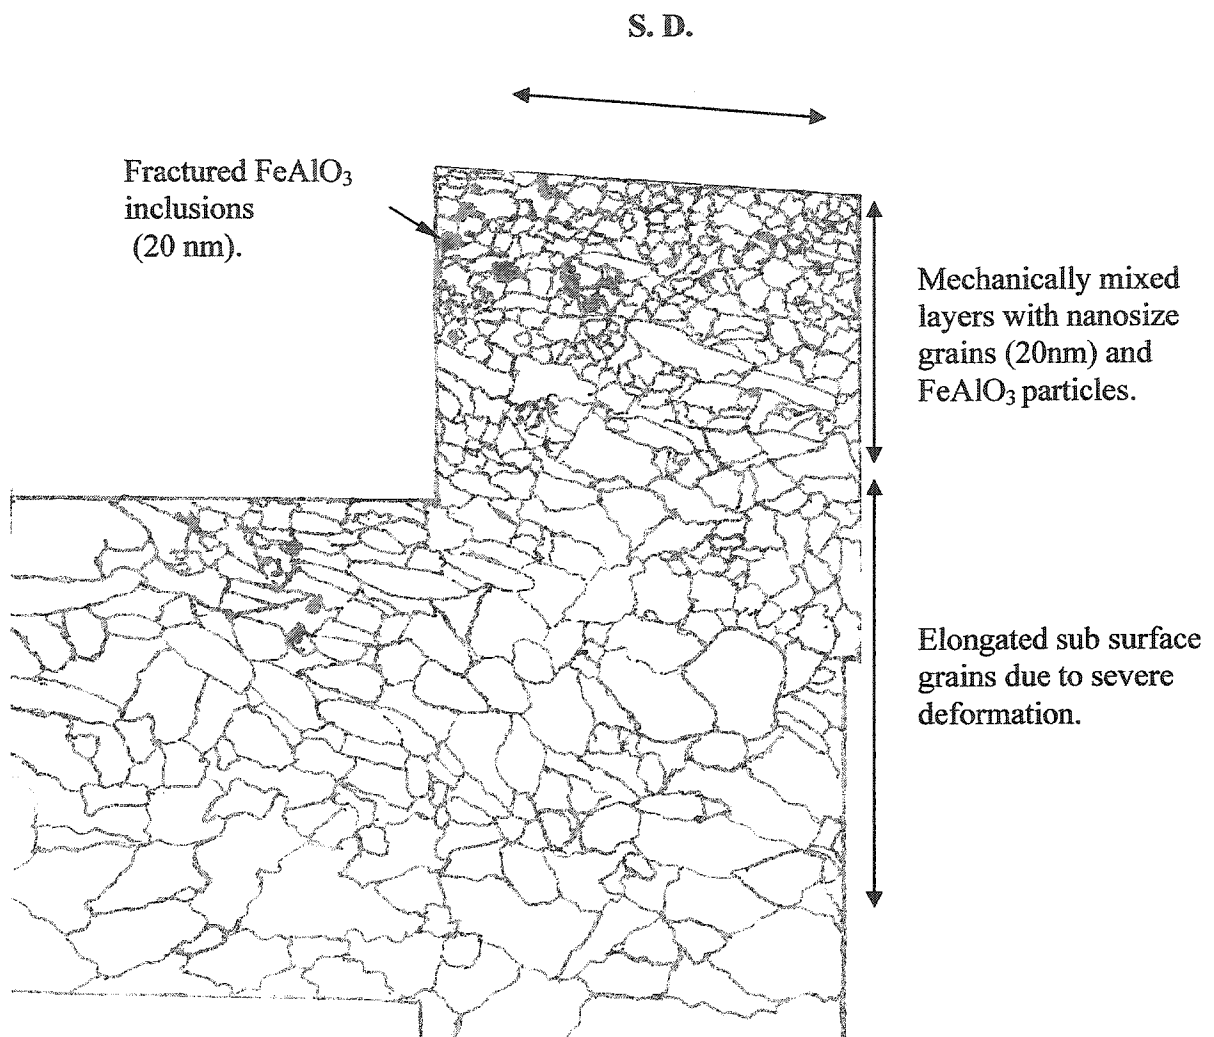 S. D.
Fractured FeAlO₃
inclusions
(20 nm).
Mechanically mixed
layers with nanosize
grains (20nm) and
FeAlO₃ particles.
Elongated sub surface
grains due to severe
deformation.